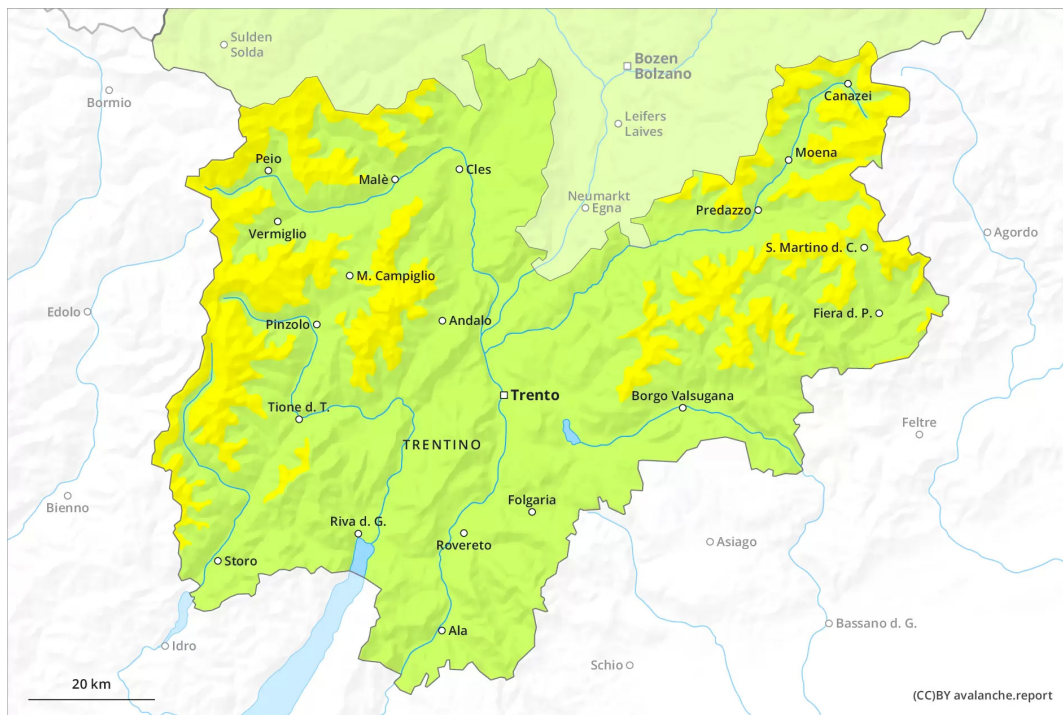 Sulden
Solda
Bozen
Bolzano
Bormio
Canazei
Leifers
Laives
Peio
Malè
Cles
Moena
Neumarkt
Egna
Predazzo
Vermiglio
Agordo
S. Martino d. C.
M. Campiglio
Edolo
Pinzolo
Andalo
Fiera d. P.
Trento
Borgo Valsugana
Tione d. T.
Feltre
TRENTINO
Bienno
Folgaria
Riva d. G.
Rovereto
Asiago
Storo
Bassano d. G.
Ala
Idro
Schio
20 km
(CC)BY avalanche.report